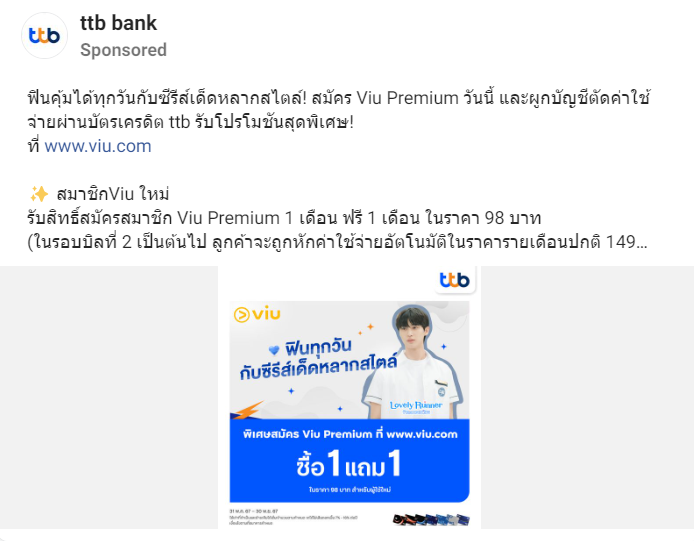 ttb bank
Sponsored
ฟินคุ้มได้ทุกวันกับซีรีส์เด็ดหลากสไตล์! สมัคร Viu Premium วันนี้ และผูกบัญชีตัดค่าใช้
จ่ายผ่านบัตรเครดิต ttb รับโปรโมชันสุดพิเศษ!
ที่ www.viu.com
✨ สมาชิกViu ใหม่
รับสิทธิ์สมัครสมาชิก Viu Premium 1 เดือน ฟรี 1 เดือน ในราคา 98 บาท
(ในรอบบิลที่ 2 เป็นต้นไป ลูกค้าจะถูกหักค่าใช้จ่ายอัตโนมัติในราคารายเดือนปกติ 149...
ttb
viu
ฟินทุกวัน
กับซีรีส์เด็ดหลากสไตล์
Lovely Runner
พิเศษสมัคร Viu Premium ที่ www.viu.com
ซื้อ 1 แถม 1
ในราคา 98 บาท สำหรับผู้ใช้ใหม่